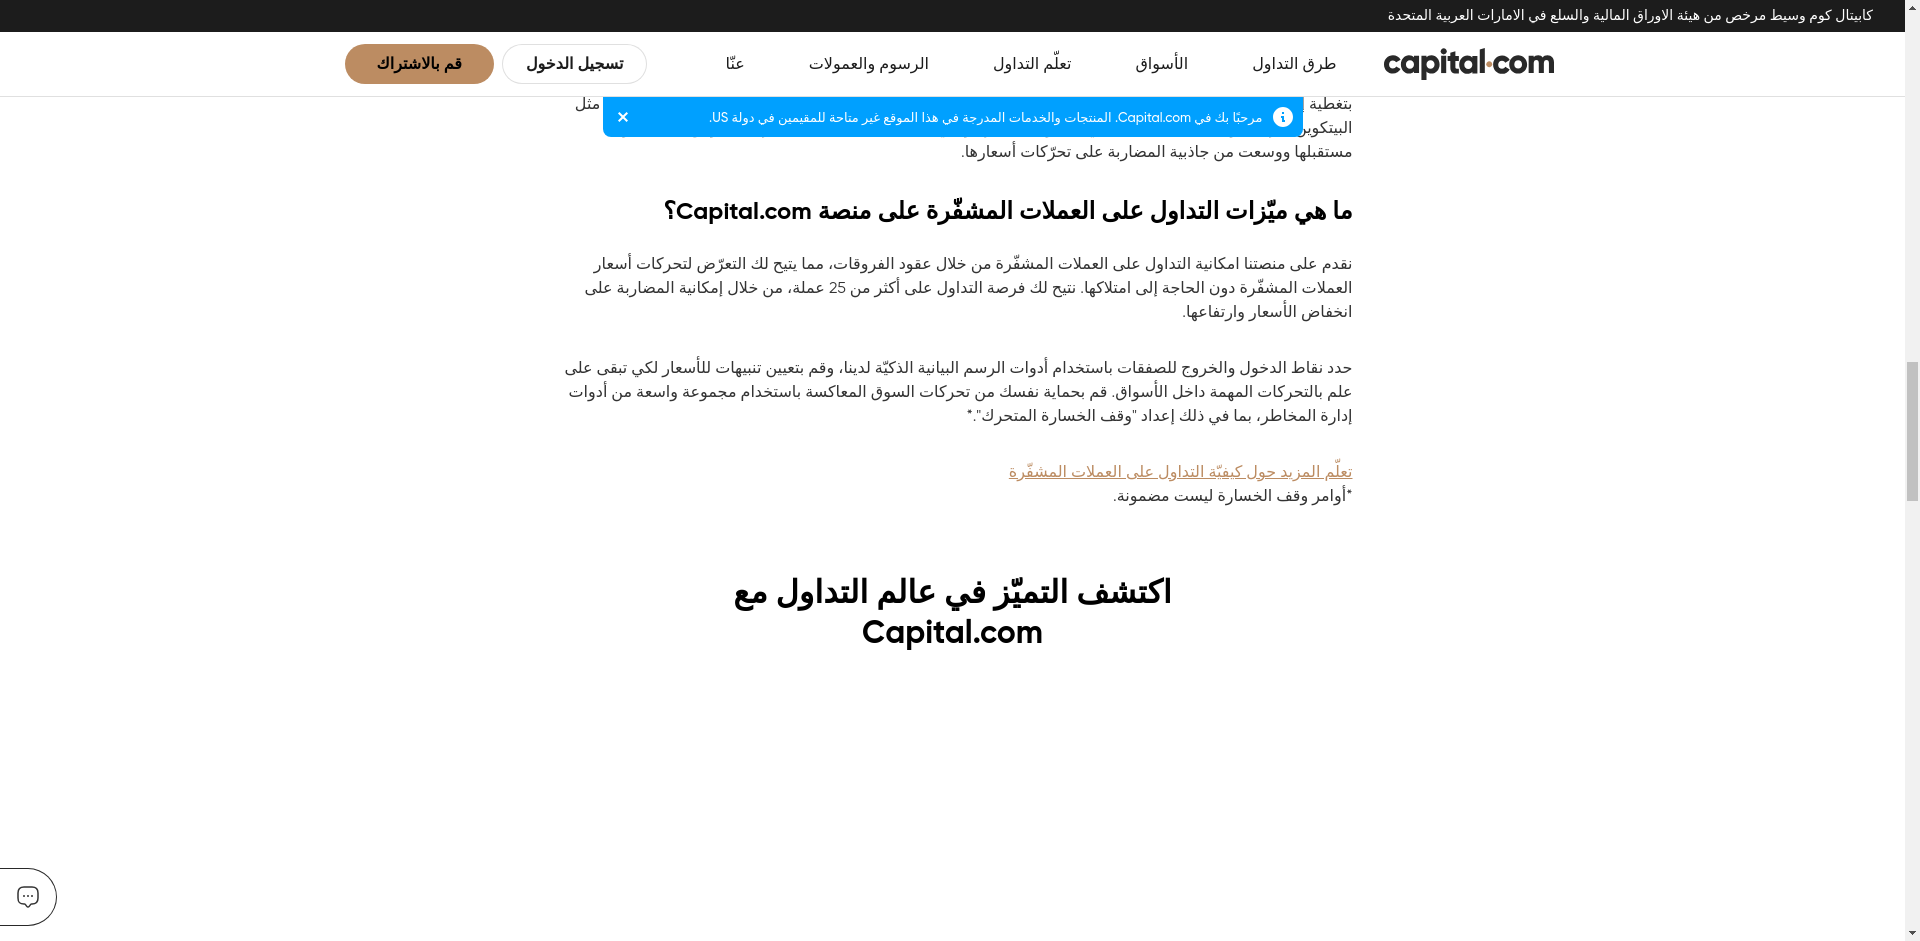 كابيتال كوم وسيط مرخص من هيئة الاوراق المالية والسلع في الامارات العربية المتحدة
capital.com
طرق التداول
الأسواق
تعلّم التداول
الرسوم والعمولات
عنّا
تسجيل الدخول
قم بالاشتراك
مرحبًا بك في Capital.com. المنتجات والخدمات المدرجة في هذا الموقع غير متاحة للمقيمين في دولة US.
بتغطية
مثل
مستقبلها ووسعت من جاذبية المضاربة على تحرّكات أسعارها.
ما هي ميّزات التداول على العملات المشفّرة على منصة Capital.com؟
نقدم على منصتنا امكانية التداول على العملات المشفّرة من خلال عقود الفروقات، مما يتيح لك التعرّض لتحركات أسعار
العملات المشفّرة دون الحاجة إلى امتلاكها. نتيح لك فرصة التداول على أكثر من 25 عملة، من خلال إمكانية المضاربة على
انخفاض الأسعار وارتفاعها.
حدد نقاط الدخول والخروج للصفقات باستخدام أدوات الرسم البيانية الذكيّة لدينا، وقم بتعيين تنبيهات للأسعار لكي تبقى على
علم بالتحركات المهمة داخل الأسواق. قم بحماية نفسك من تحركات السوق المعاكسة باستخدام مجموعة واسعة من أدوات
إدارة المخاطر، بما في ذلك إعداد "وقف الخسارة المتحرك".*
تعلّم المزيد حول كيفيّة التداول على العملات المشفّرة
*أوامر وقف الخسارة ليست مضمونة.
اكتشف التميّز في عالم التداول مع
Capital.com